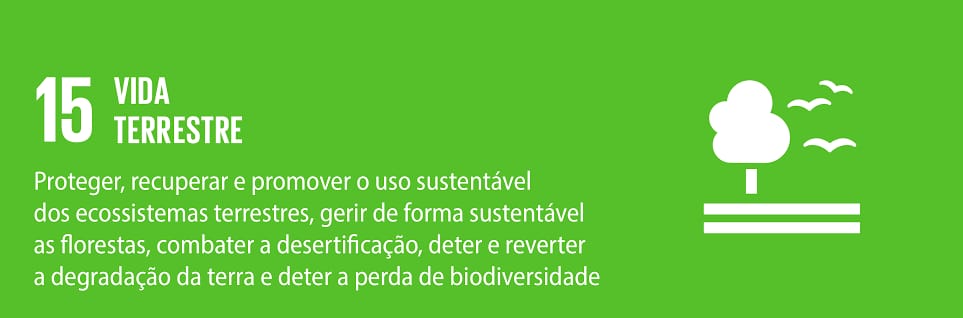 15 VIDA
TERRESTRE
Proteger, recuperar e promover o uso sustentável
dos ecossistemas terrestres, gerir de forma sustentável
as florestas, combater a desertificação, deter e reverter
a degradação da terra e deter a perda de biodiversidade